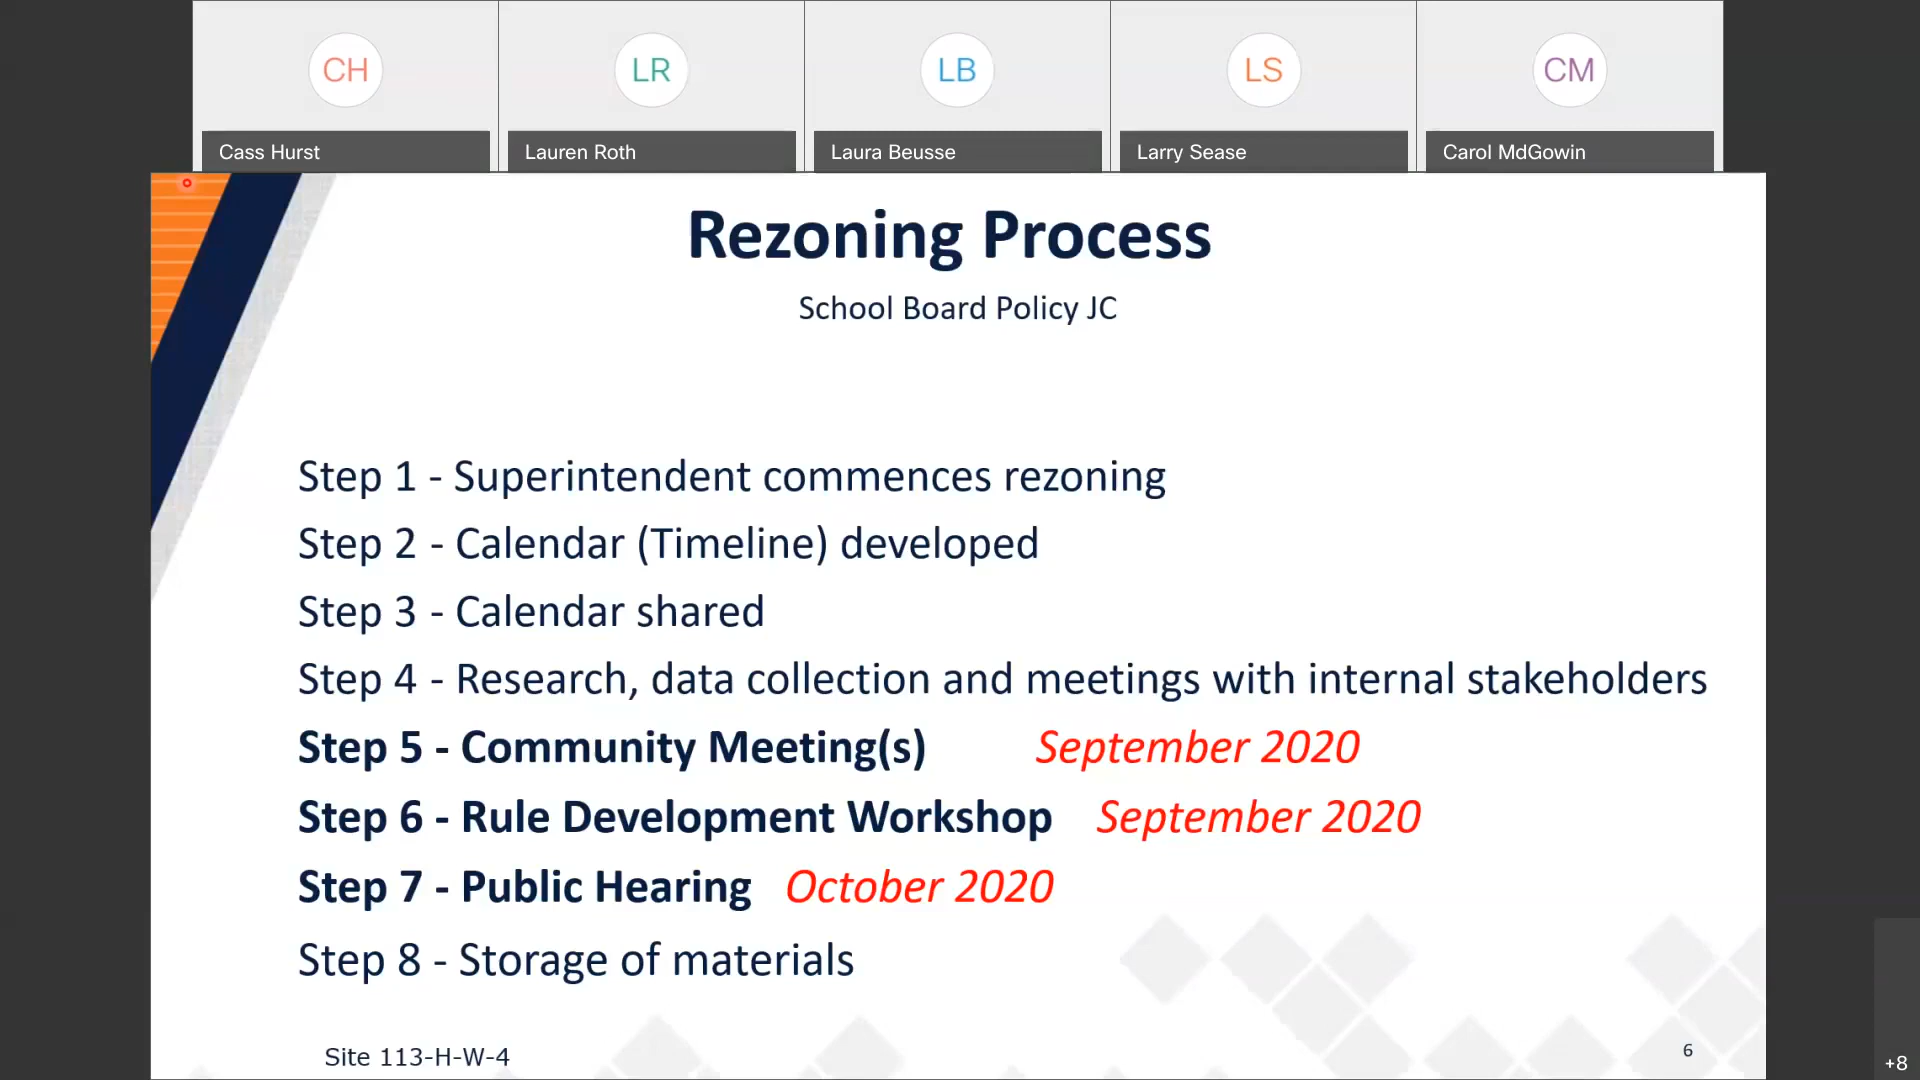 CH
LR
LB
LS
CM
Cass Hurst
Lauren Roth
Laura Beusse
Larry Sease
Carol MdGowin
Rezoning Process
School Board Policy JC
Step 1 - Superintendent commences rezoning
Step 2 - Calendar (Timeline) developed
Step 3 - Calendar shared
Step 4 - Research, data collection and meetings with internal stakeholders
Step 5 - Community Meeting(s) September 2020
Step 6 - Rule Development Workshop September 2020
Step 7 - Public Hearing October 2020
Step 8 - Storage of materials
Site 113-H-W-4
6
+8